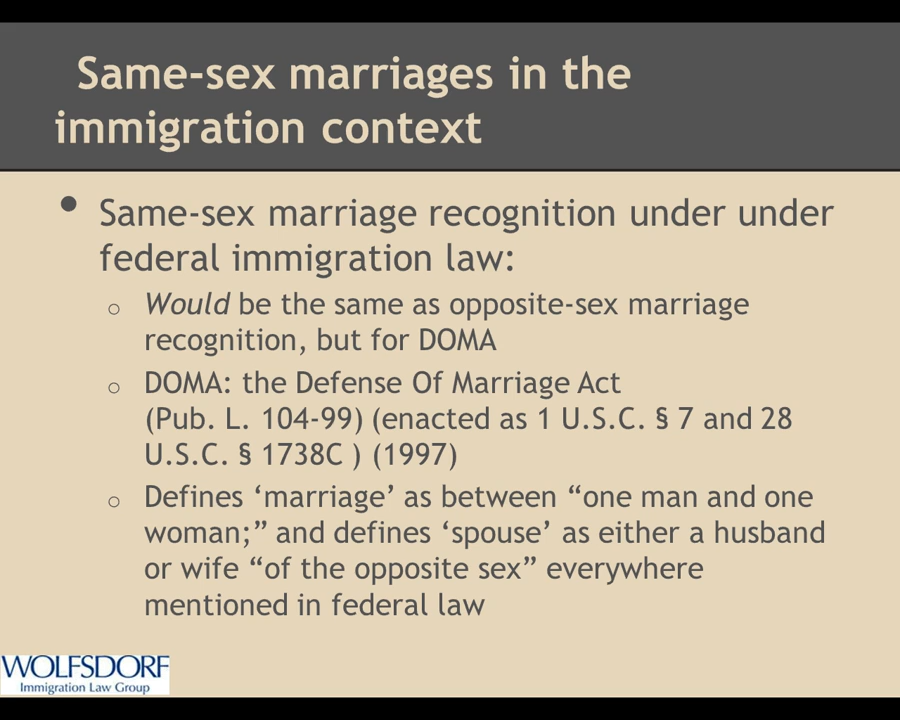 Same-sex marriages in the
immigration context
• Same-sex marriage recognition under under
federal immigration law:
o Would be the same as opposite-sex marriage
recognition, but for DOMA
o DOMA: the Defense Of Marriage Act
(Pub. L. 104-99) (enacted as 1 U.S.C. § 7 and 28
U.S.C. § 1738C ) (1997)
o Defines ‘marriage’ as between “one man and one
woman;” and defines ‘spouse’ as either a husband
or wife “of the opposite sex” everywhere
mentioned in federal law
WOLFSDORF
Immigration Law Group